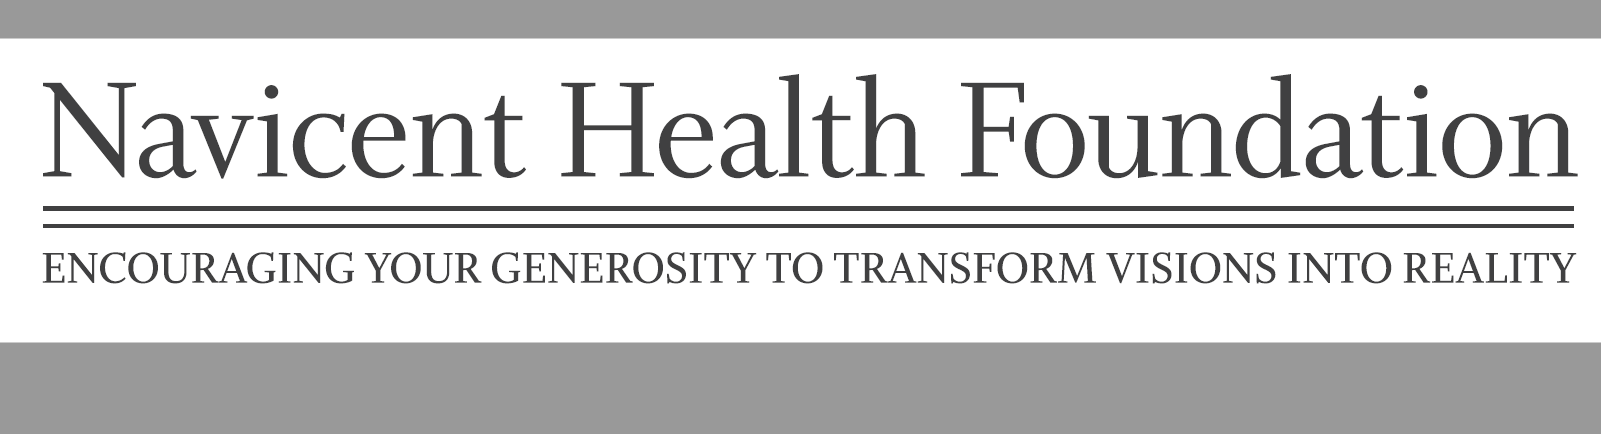 Navicent Health Foundation
ENCOURAGING YOUR GENEROSITY TO TRANSFORM VISIONS INTO REALITY